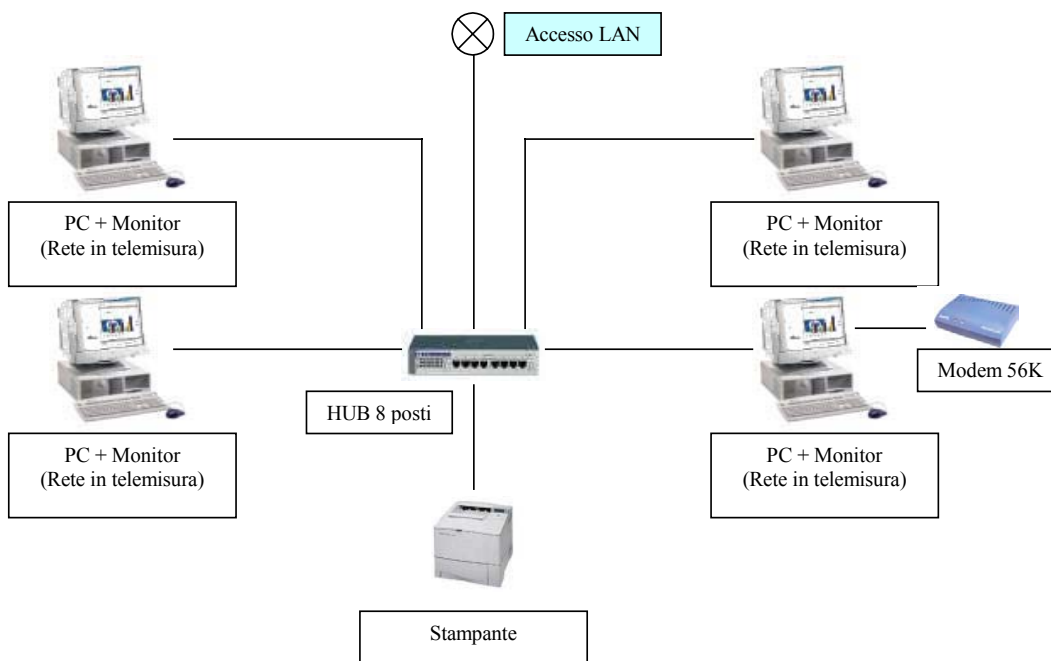 Accesso LAN
PC + Monitor
(Rete in telemisura)
PC + Monitor
(Rete in telemisura)
Modem 56K
HUB 8 posti
PC + Monitor
(Rete in telemisura)
PC + Monitor
(Rete in telemisura)
Stampante